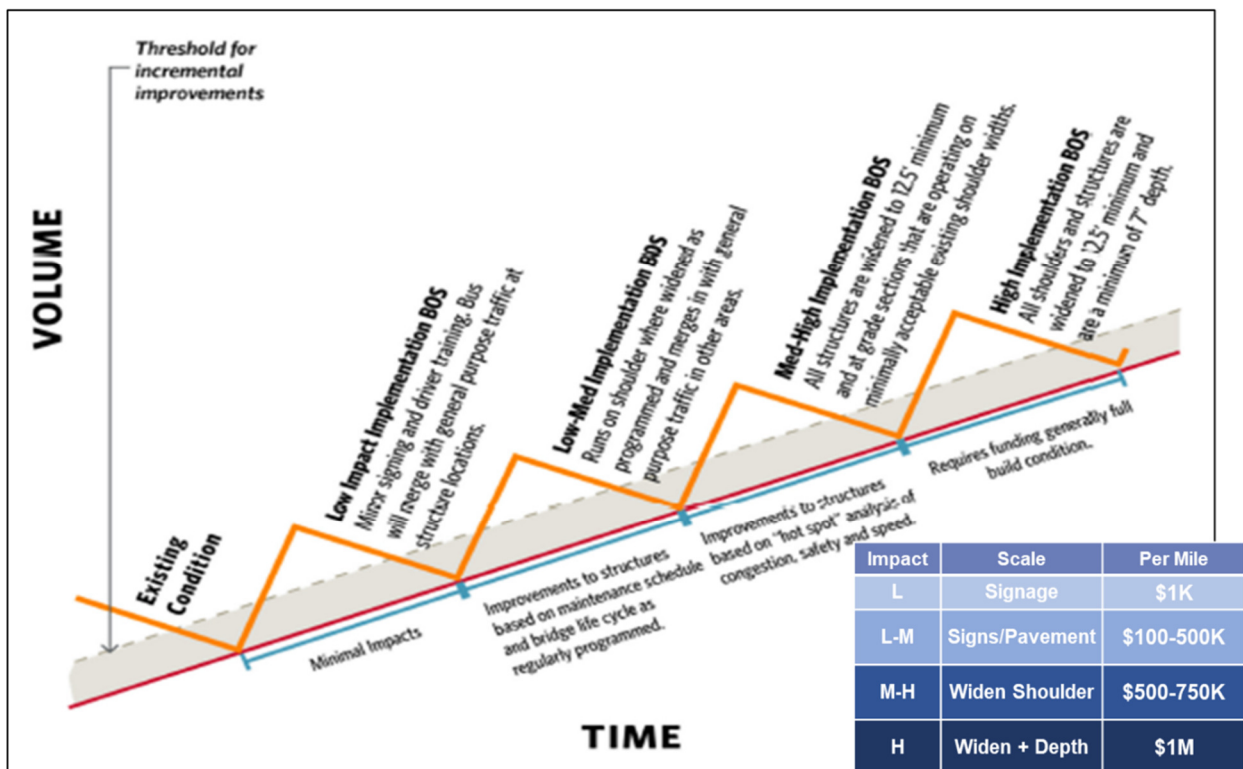 Threshold for
incremental
improvements
VOLUME
Existing
Condition
Low Impact Implementation BOS
Minor signing and driver training. Bus
will merge with general purpose traffic at
structure locations.
Low-Med Implementation BOS
Runs on shoulder where widened as
programmed and merges in with general
purpose traffic in other areas.
Med-High Implementation BOS
All structures are widened to 12.5' minimum
and at grade sections that are operating on
minimally acceptable existing shoulder widths.
High Implementation BOS
All shoulders and structures are
widened to 12.5' minimum and
are a minimum of 7" depth.
Minimal Impacts
Improvements to structures
based on maintenance schedule
and bridge life cycle as
regularly programmed.
Improvements to structures
based on "hot spot" analysis of
congestion, safety and speed.
Requires funding generally full
build condition.
TIME
Impact Scale Per Mile
L Signage $1K
L-M Signs/Pavement $100-500K
M-H Widen Shoulder $500-750K
H Widen + Depth $1M